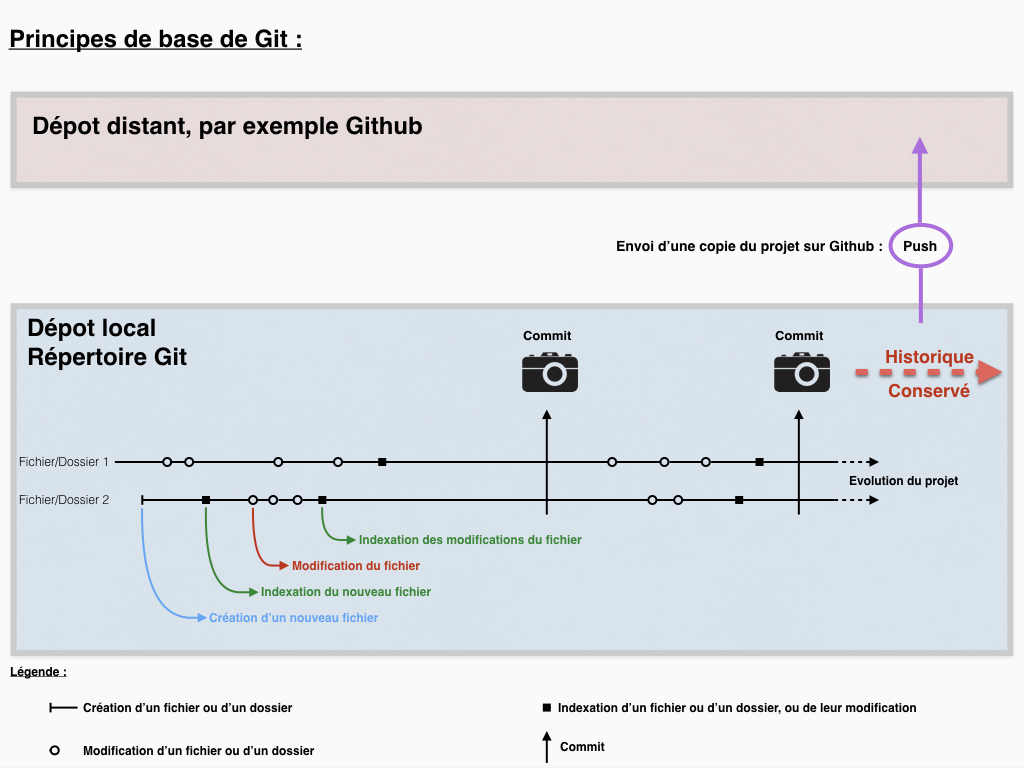 Principes de base de Git :
Dépot distant, par exemple Github
Envoi d’une copie du projet sur Github :
Push
Dépot local
Répertoire Git
Commit
Commit
Historique
Conservé
Fichier/Dossier 1
Evolution du projet
Fichier/Dossier 2
Indexation des modifications du fichier
Modification du fichier
Indexation du nouveau fichier
Création d’un nouveau fichier
Légende :
Création d’un fichier ou d’un dossier
Indexation d’un fichier ou d’un dossier, ou de leur modification
Modification d’un fichier ou d’un dossier
Commit